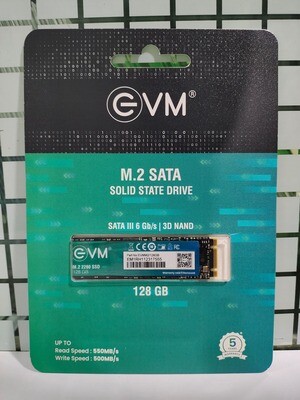 EVM®
M.2 SATA
SOLID STATE DRIVE
SATA III 6 Gb/s | 3D NAND
EVM®
M.2 2280 SSD
128 GB
128 GB
UP TO
Read Speed : 550MB/s
Write Speed : 500MB/s
5